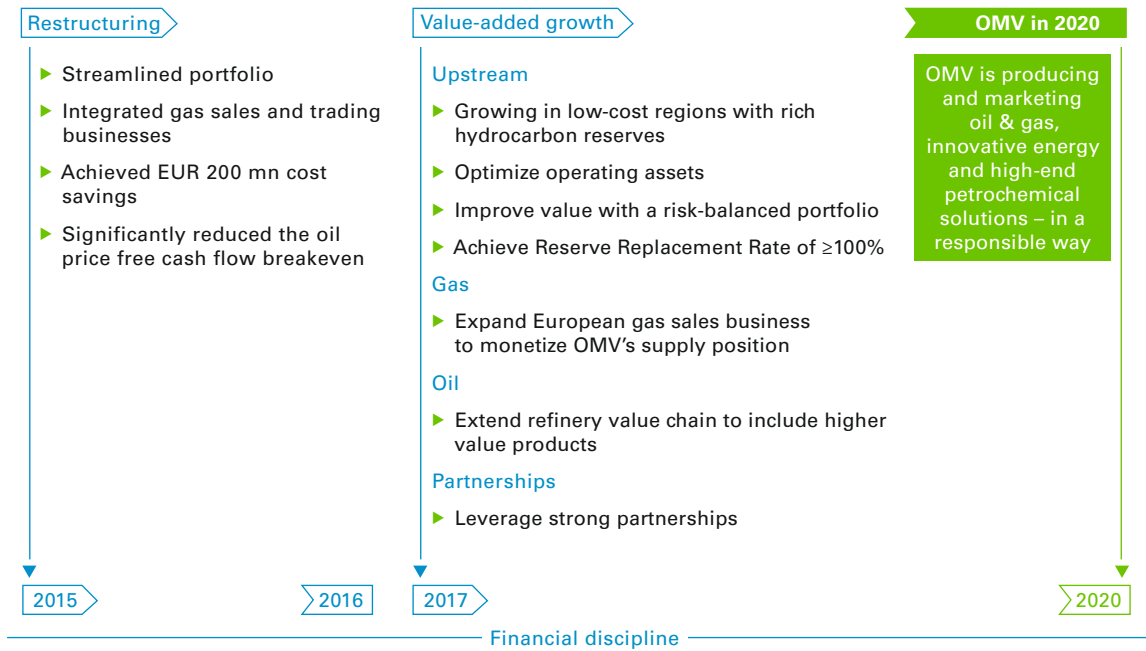 Restructuring
Streamlined portfolio
Integrated gas sales and trading
businesses
Achieved EUR 200 mn cost
savings
Significantly reduced the oil
price free cash flow breakeven
Value-added growth
Upstream
Growing in low-cost regions with rich
hydrocarbon reserves
Optimize operating assets
Improve value with a risk-balanced portfolio
Achieve Reserve Replacement Rate of ≥100%
Gas
Expand European gas sales business
to monetize OMV’s supply position
Oil
Extend refinery value chain to include higher
value products
Partnerships
Leverage strong partnerships
OMV in 2020
OMV is producing
and marketing
oil & gas,
innovative energy
and high-end
petrochemical
solutions – in a
responsible way
2015
2016
2017
2020
Financial discipline